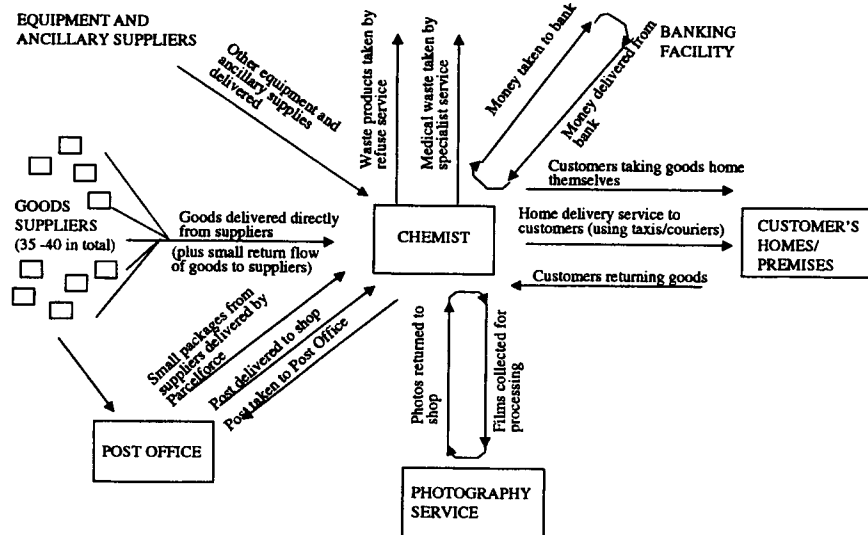 EQUIPMENT AND
ANCILLARY SUPPLIERS
Other equipment and
ancillary supplies
delivered
Waste products taken by
refuse service
Medical waste taken by
specialist service
Money taken to bank
Money delivered from
bank
BANKING
FACILITY
GOODS
SUPPLIERS
(35 -40 in total)
Goods delivered directly
from suppliers
(plus small return flow
of goods to suppliers)
CHEMIST
Customers taking goods home
themselves
Home delivery service to
customers (using taxis/couriers)
Customers returning goods
CUSTOMER'S
HOMES/
PREMISES
Small packages from
suppliers delivered by
Parcelforce
Post delivered to shop
Post taken to Post Office
POST OFFICE
Photos returned to
shop
Films collected for
processing
PHOTOGRAPHY
SERVICE